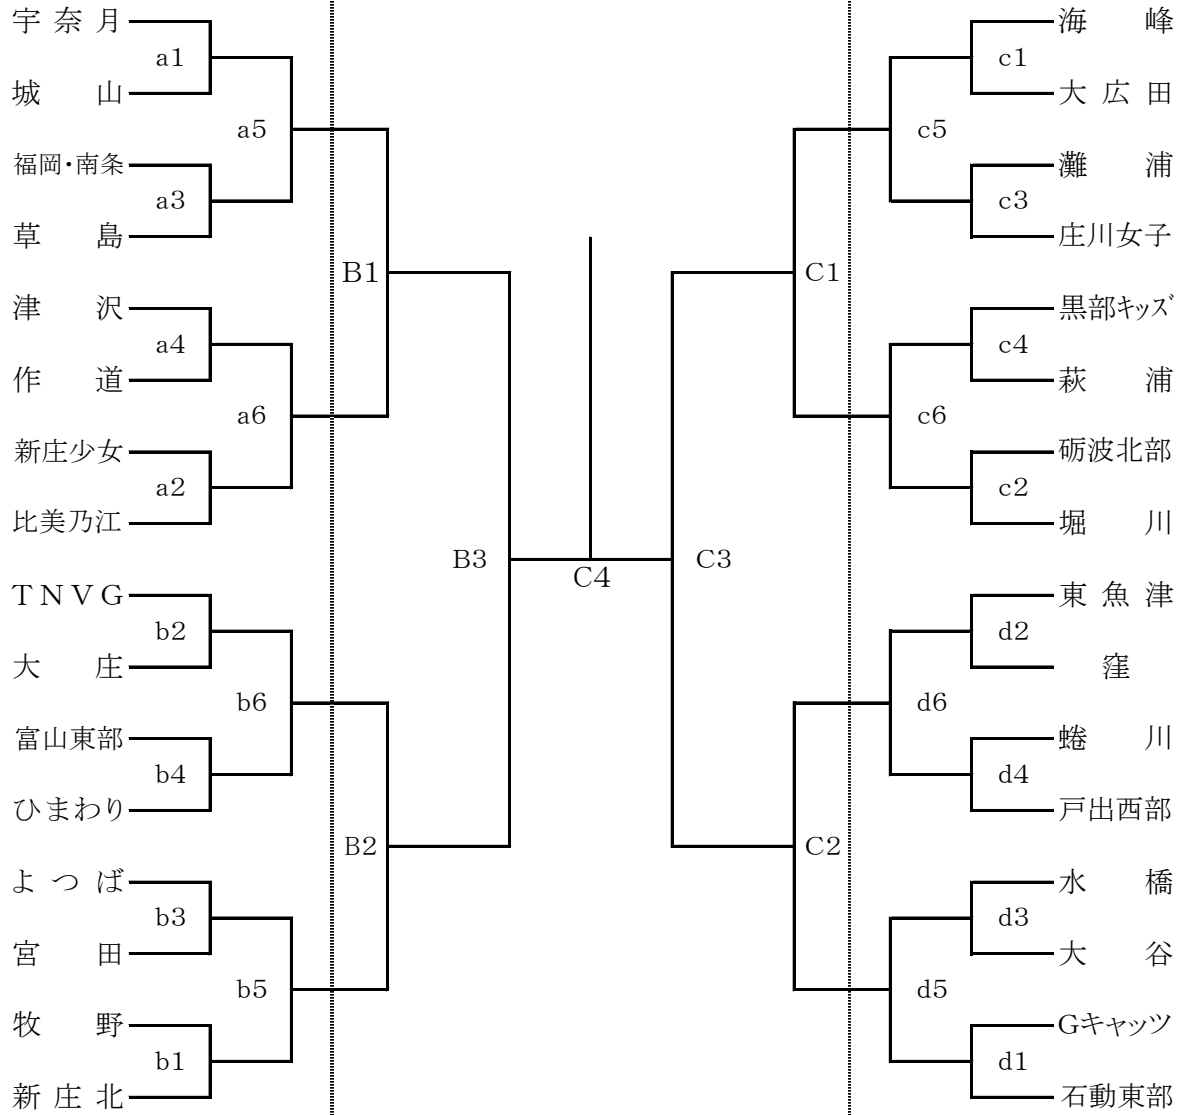 宇奈月
a1
城山
a5
福岡・南条
a3
草島
B1
津沢
a4
作道
a6
新庄少女
a2
比美乃江
B3
TNVG
b2
大庄
b6
富山東部
b4
ひまわり
B2
よつば
b3
宮田
b5
牧野
b1
新庄北
C4
海峰
c1
大広田
c5
灘浦
c3
庄川女子
C1
黒部キッズ
c4
萩浦
c6
砺波北部
c2
堀川
C3
東魚津
d2
窪
d6
蜷川
d4
戸出西部
C2
水橋
d3
大谷
d5
Gキャッツ
d1
石動東部